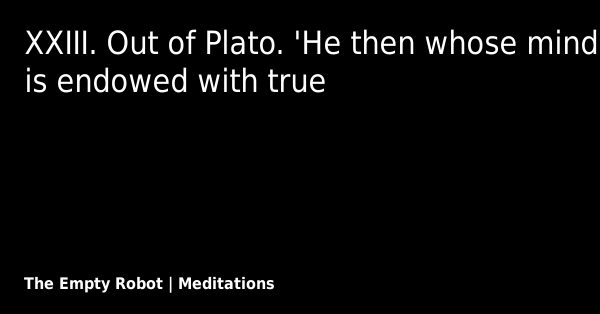 XXIII. Out of Plato. 'He then whose mind
is endowed with true
The Empty Robot | Meditations